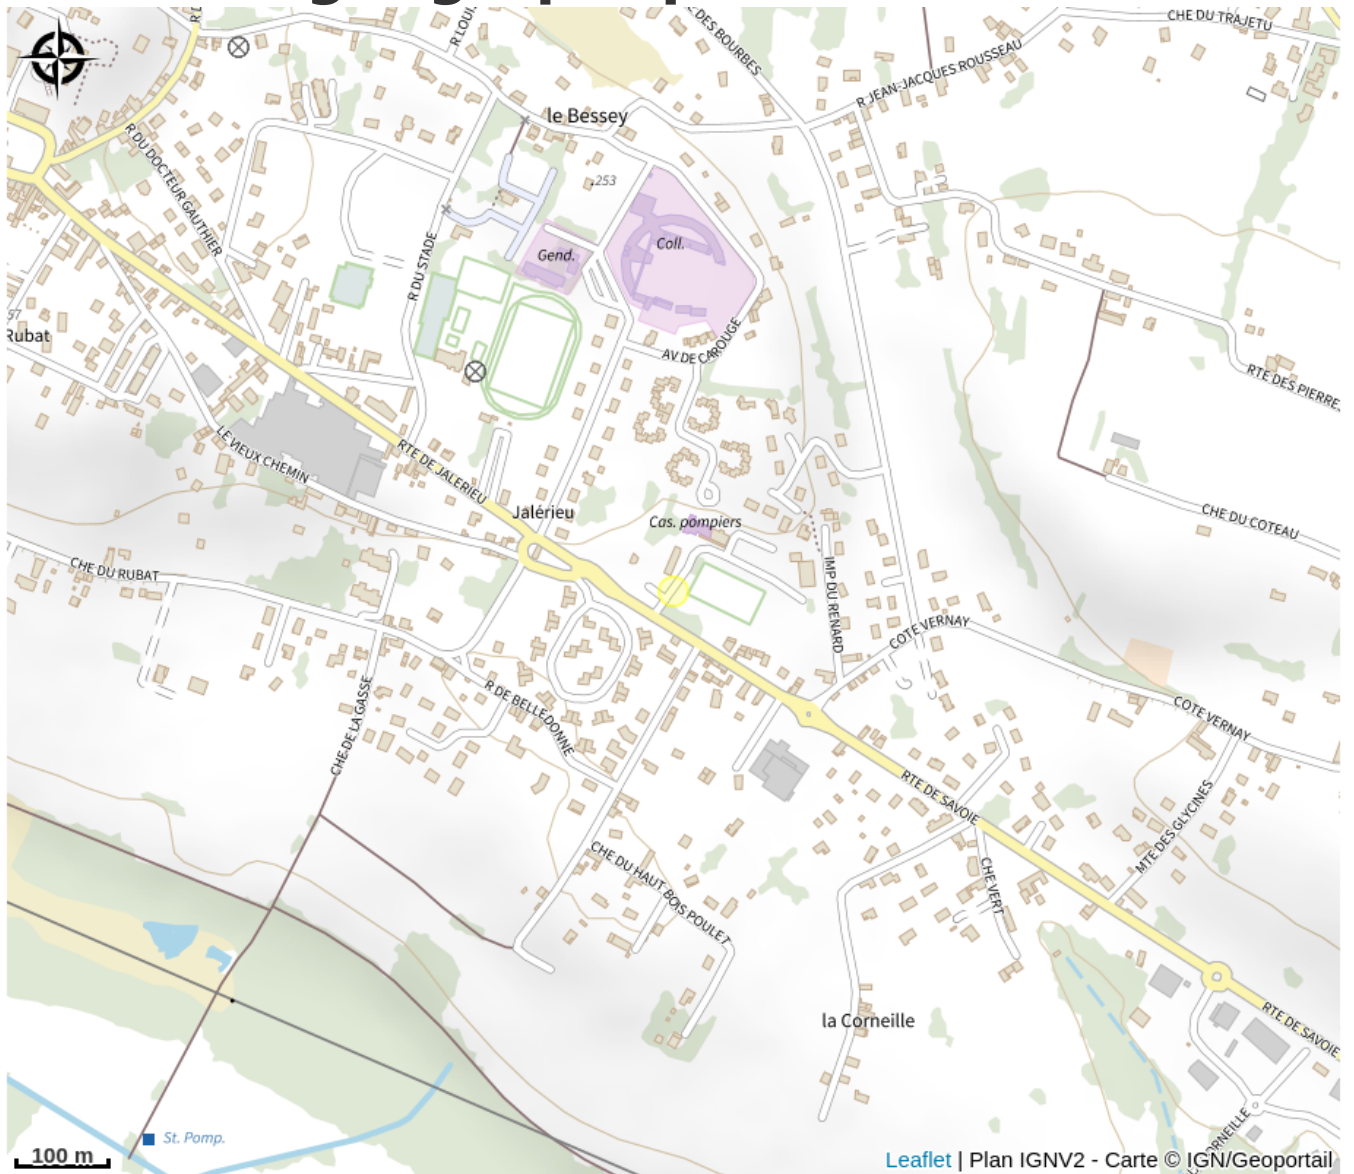 CHE DU TRAJETU
R LOUI
E DES BOURBES
R JEAN-JACQUES ROUSSEAU
le Bessey
R DU DOCTEUR GAUTHIER
.253
Coll.
Gend.
R DU STADE
57
Rubat
AV DE CAROUGE
RTE DES PIERRE
LE VIEUX CHEMIN
RTE DE JALERIEU
Jalérieu
Cas. pompiers
CHE DU COTEAU
CHE DU RUBAT
IMP DU RENARD
COTE VERNAY
R DE BELLEDONNE
CHE DE LA GASSE
COTE VERNAY
RTE DE SAVOIE
MTE DES GLYCINES
CHE DU HAUT BOIS POULET
CHE VERT
la Corneille
RTE DE SAVOIE
ORNEILLE
St. Pomp.
100 m
Leaflet | Plan IGNV2 - Carte © IGN/Geoportail